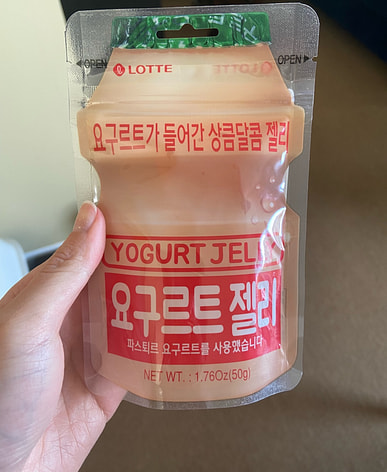 OPEN LOTTE OPEN
요구르트가 들어간 상큼달콤 젤리
YOGURT JELLY
요구르트 젤리
파스퇴르 요구르트를 사용했습니다
NET WT. : 1.76Oz(50g)